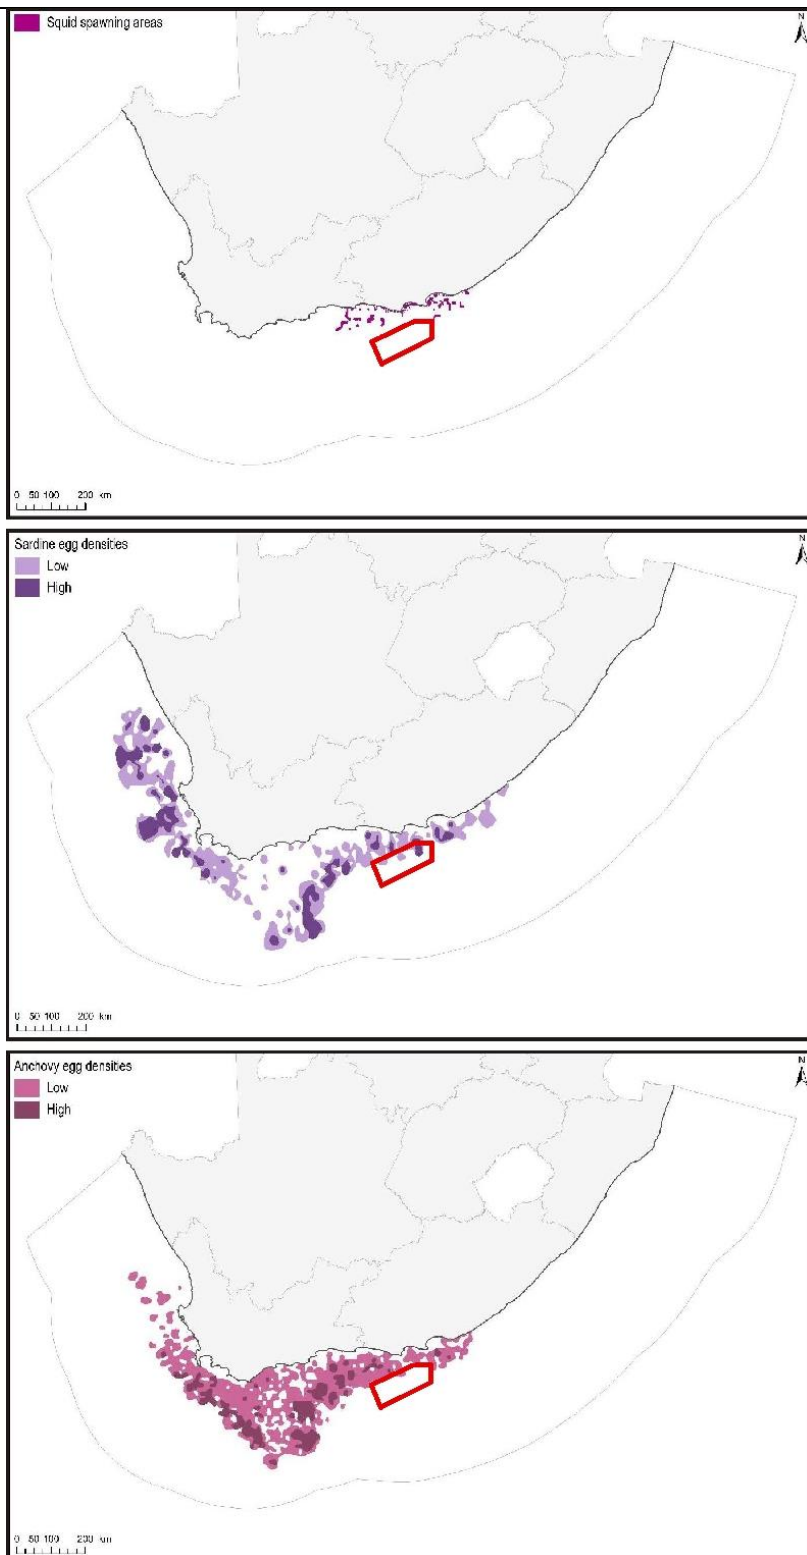 Squid spawning areas
N
0 50 100 200 km
Sardine egg densities
Low
High
N
0 50 100 200 km
Anchovy egg densities
Low
High
N
0 50 100 200 km